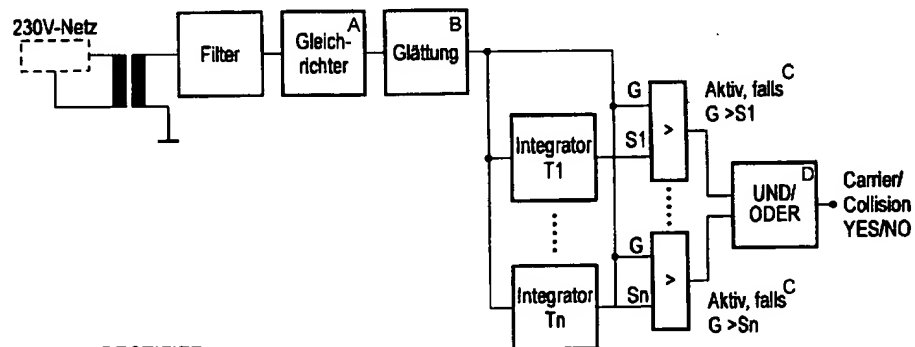 230V-Netz
Filter
A
Gleich-
richter
B
Glättung
Integrator
T1
Integrator
Tn
G
S1
>
G
Sn
>
Aktiv, falls C
G >S1
Aktiv, falls C
G >Sn
D
UND/
ODER
Carrier/
Collision
YES/NO